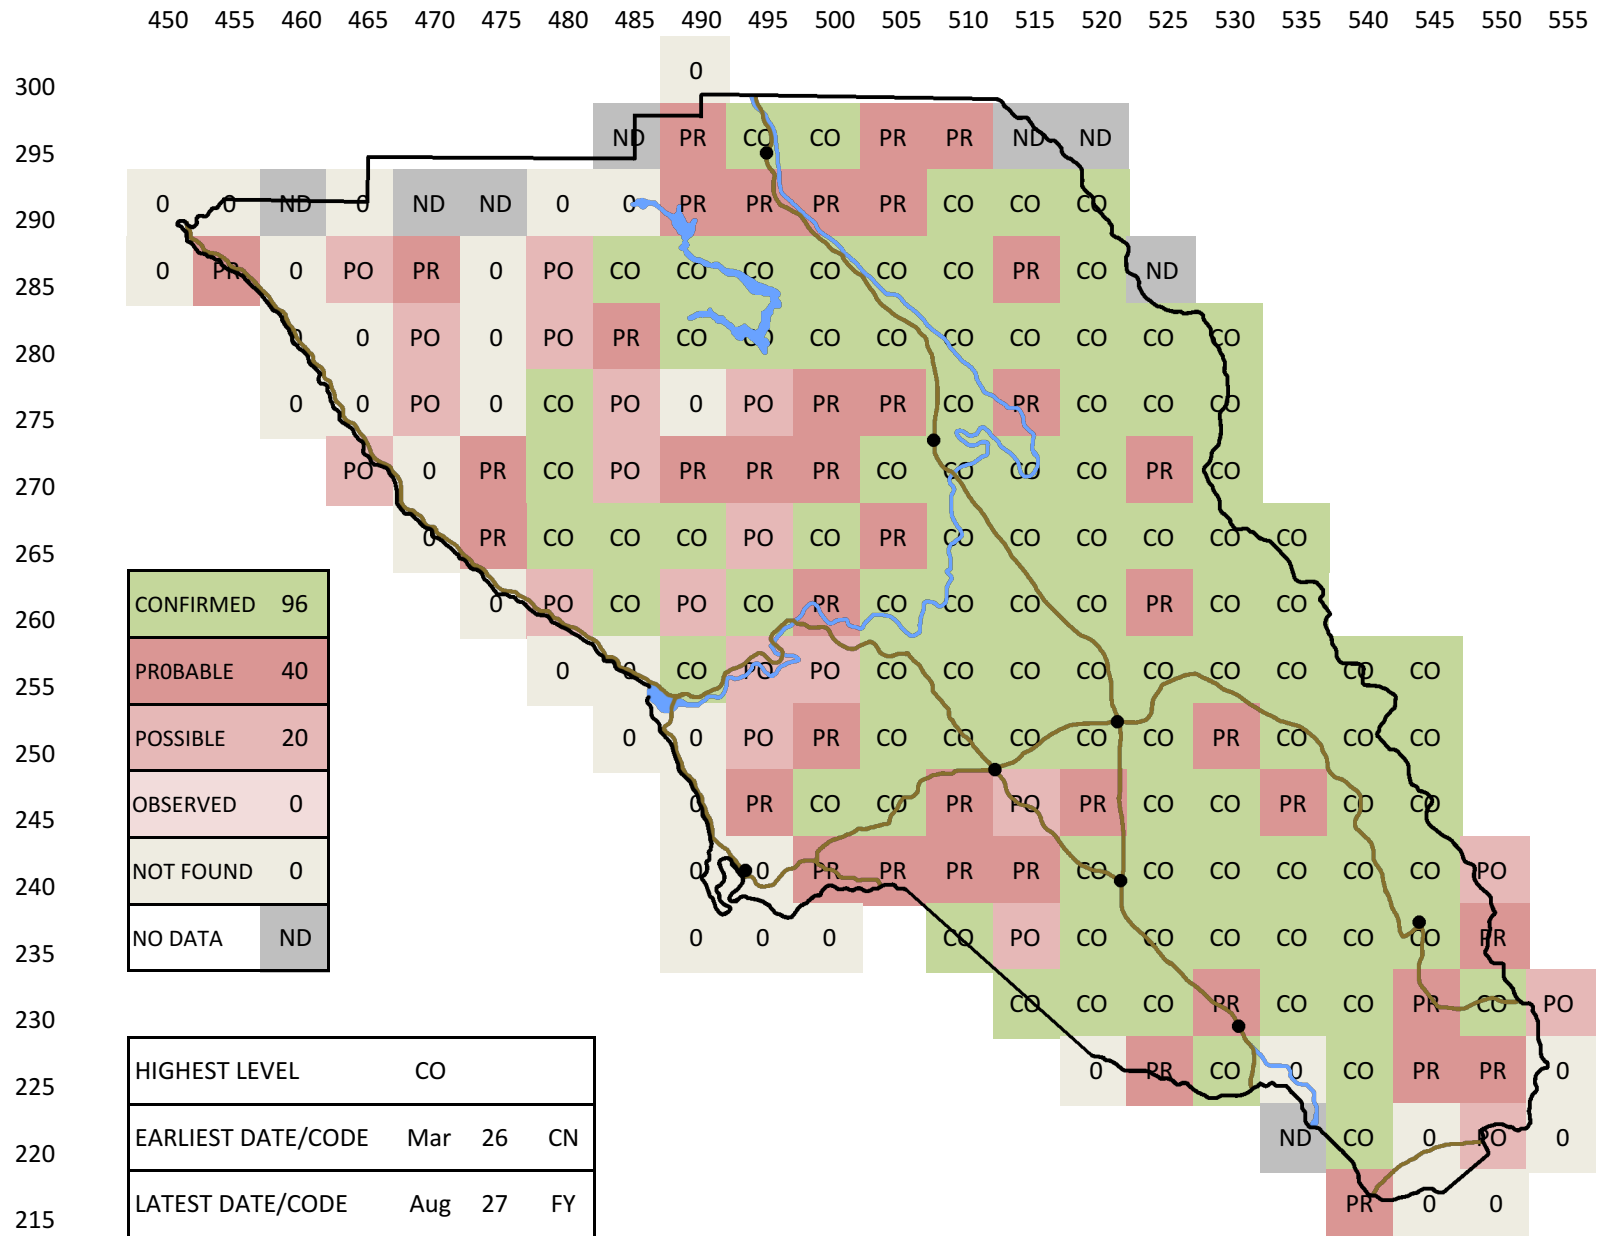 450 455 460 465 470 475 480 485 490 495 500 505 510 515 520 525 530 535 540 545 550 555
0
300
ND PR CO CO PR PR ND ND
295
0 0 ND 0 ND ND 0 0 PR PR PR PR CO CO CO
290
0 PR 0 PO PR 0 PO CO CO CO CO CO CO PR CO ND
285
0 0 PO 0 PO PR CO CO CO CO CO CO CO CO CO
280
0 0 PO 0 CO PO 0 PO PR PR CO PR CO CO CO
275
PO 0 PR CO PO PR PR PR CO CO CO CO PR CO
270
0 PR CO CO CO PO CO PR CO CO CO CO CO CO
265
0 PO CO PO CO PR CO CO CO CO PR CO CO
CONFIRMED 96
260
0 0 CO PO PO CO CO CO CO CO CO CO CO CO
PR0BABLE 40
255
0 0 PO PR CO CO CO CO CO PR CO CO CO
POSSIBLE 20
250
0 PR CO CO PR PO PR CO CO PR CO CO
OBSERVED 0
245
0 0 PR PR PR PR CO CO CO CO CO CO PO
NOT FOUND 0
240
0 0 0 CO PO CO CO CO CO CO CO PR
NO DATA ND
235
CO CO CO PR CO CO PR CO PO
230
0 PR CO 0 CO PR PR 0
HIGHEST LEVEL CO
225
ND CO 0 PO 0
EARLIEST DATE/CODE Mar 26 CN
220
PR 0 0
LATEST DATE/CODE Aug 27 FY
215